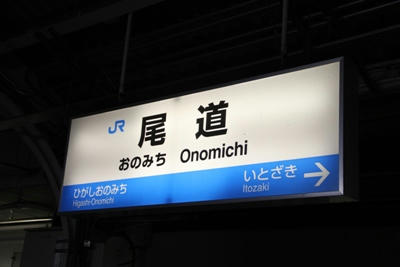 JR
尾道
おのみち Onomichi
ひがしおのみち いとざき →
Higashi-Onomichi Itozaki